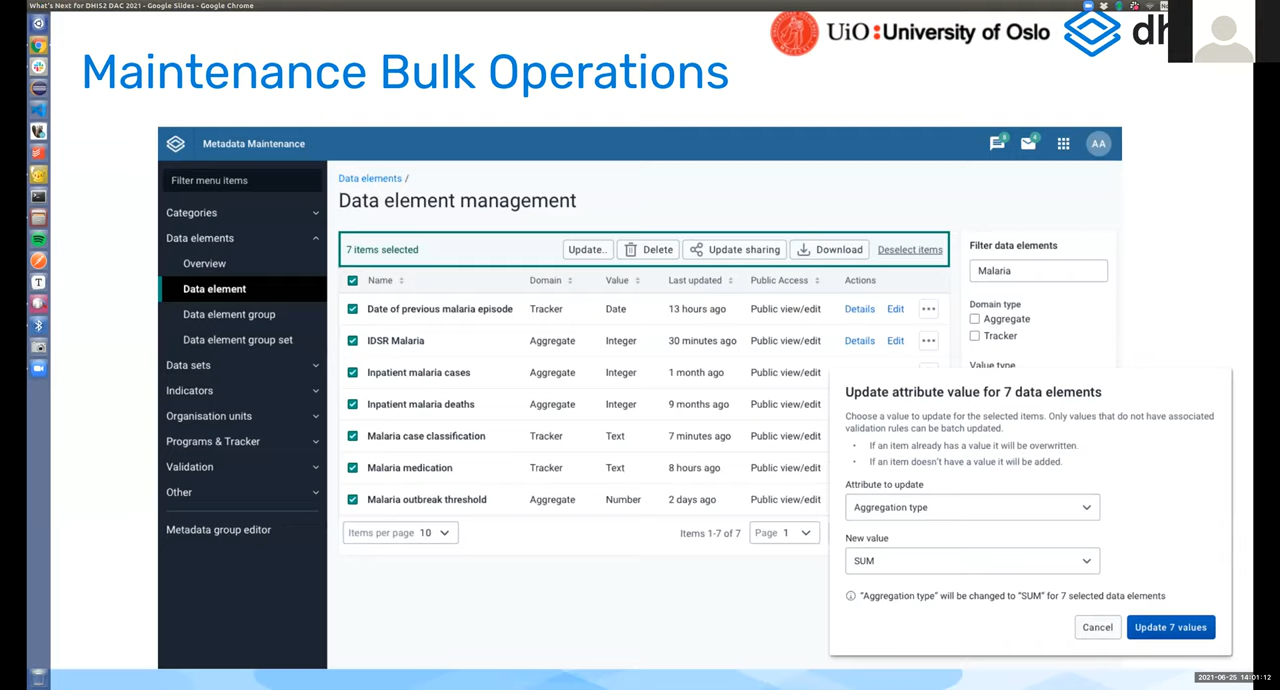 What's Next for DHIS2 DAC 2021 - Google Slides - Google Chrome
UiO : University of Oslo
dh
Maintenance Bulk Operations
Metadata Maintenance
AA
Filter menu items
Categories
Data elements
Overview
Data element
Data element group
Data element group set
Data sets
Indicators
Organisation units
Programs & Tracker
Validation
Other
Metadata group editor
Data elements /
Data element management
7 items selected
Update..
Delete
Update sharing
Download
Deselect items
Name Domain Value Last updated Public Access Actions
Date of previous malaria episode Tracker Date 13 hours ago Public view/edit Details Edit
IDSR Malaria Aggregate Integer 30 minutes ago Public view/edit Details Edit
Inpatient malaria cases Aggregate Integer 1 month ago Public view/edit
Inpatient malaria deaths Aggregate Integer 9 months ago Public view/edit
Malaria case classification Tracker Text 7 minutes ago Public view/edit
Malaria medication Tracker Text 8 hours ago Public view/edit
Malaria outbreak threshold Aggregate Number 2 days ago Public view/edit
Items per page 10
Items 1-7 of 7
Page 1
Filter data elements
Malaria
Domain type
Aggregate
Tracker
Value type
Update attribute value for 7 data elements
Choose a value to update for the selected items. Only values that do not have associated
validation rules can be batch updated.
• If an item already has a value it will be overwritten.
• If an item doesn't have a value it will be added.
Attribute to update
Aggregation type
New value
SUM
"Aggregation type" will be changed to "SUM" for 7 selected data elements
Cancel
Update 7 values
2021-06-25 14:01:12